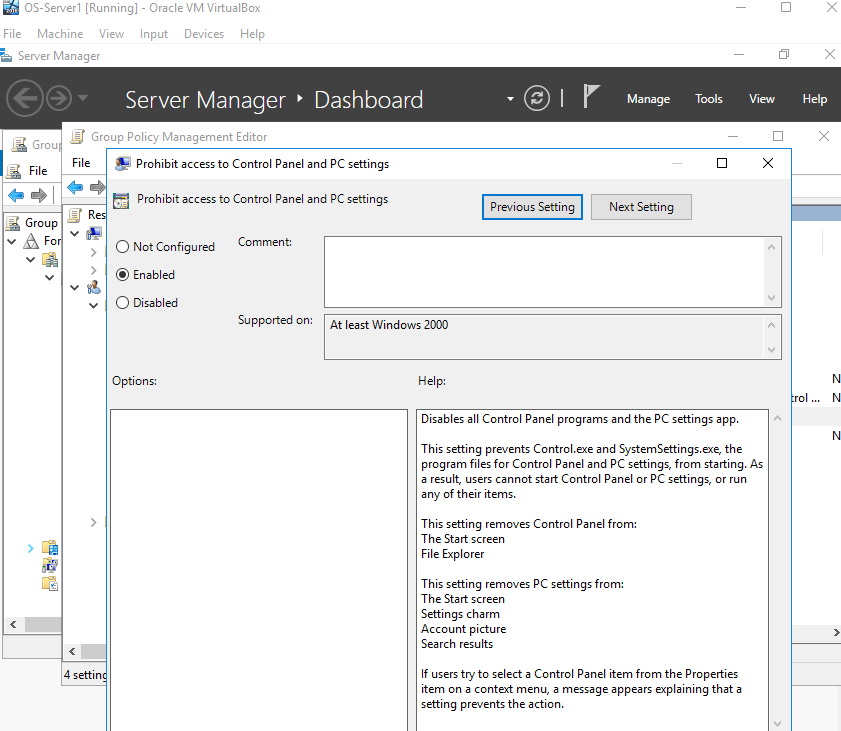 OS-Server1 [Running] - Oracle VM VirtualBox
File Machine View Input Devices Help
Server Manager
Server Manager Dashboard
Manage Tools View Help
Group
Group Policy Management Editor
File
File
Prohibit access to Control Panel and PC settings
Prohibit access to Control Panel and PC settings
Previous Setting Next Setting
Group
For
Res
Not Configured
Enabled
Disabled
Comment:
Supported on:
At least Windows 2000
Options:
Help:
N
trol ... N
N
Disables all Control Panel programs and the PC settings app.
This setting prevents Control.exe and SystemSettings.exe, the
program files for Control Panel and PC settings, from starting. As
a result, users cannot start Control Panel or PC settings, or run
any of their items.
This setting removes Control Panel from:
The Start screen
File Explorer
This setting removes PC settings from:
The Start screen
Settings charm
Account picture
Search results
If users try to select a Control Panel item from the Properties
item on a context menu, a message appears explaining that a
setting prevents the action.
4 setting